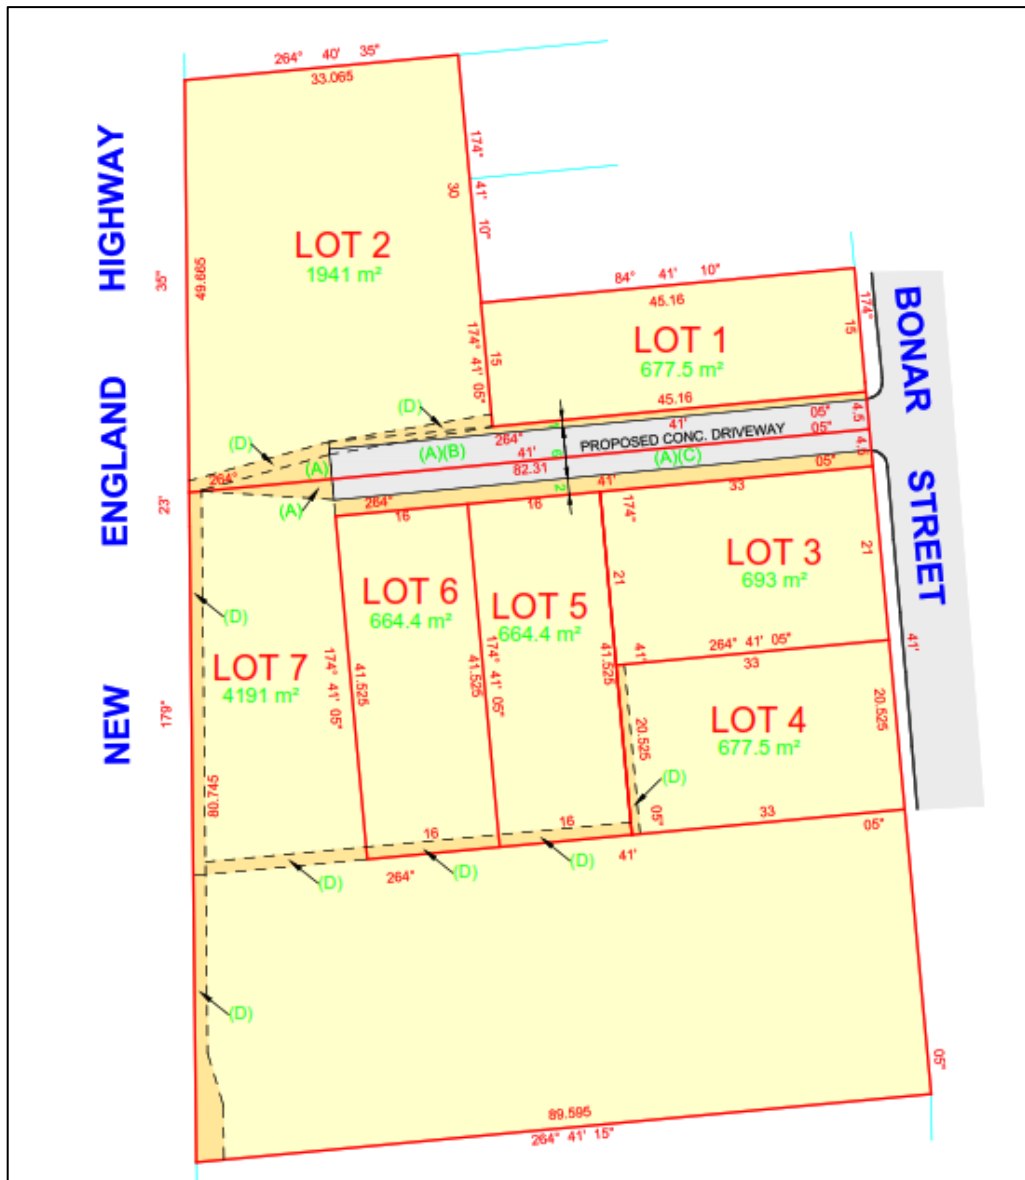 264° 40' 35"
33.065
NEW ENGLAND HIGHWAY
174° 41' 10"
30
LOT 2
1941 m²
35"
49.665
84° 41' 10"
45.16
BONAR STREET
174°
15
LOT 1
677.5 m²
174° 41' 05"
15
45.16
(D)
(D)
1
264° 41' 05"
4.5
PROPOSED CONC. DRIVEWAY
(A)(B)
6
41' 05"
4.5
(A)
264°
82.31
(A)(C)
(A)
2
23"
264° 41' 05"
16
16
33
174°
LOT 3
693 m²
21
21
LOT 6
664.4 m²
LOT 5
664.4 m²
(D)
41'
264° 41' 05"
33
41'
LOT 7
4191 m²
174° 41' 05"
41.525
41.525
174° 41' 05"
41.525
20.525
LOT 4
677.5 m²
20.525
179°
80.745
(D)
16
16
05"
33
05"
(D)
(D)
(D)
264°
41'
(D)
05"
89.595
264° 41' 15"